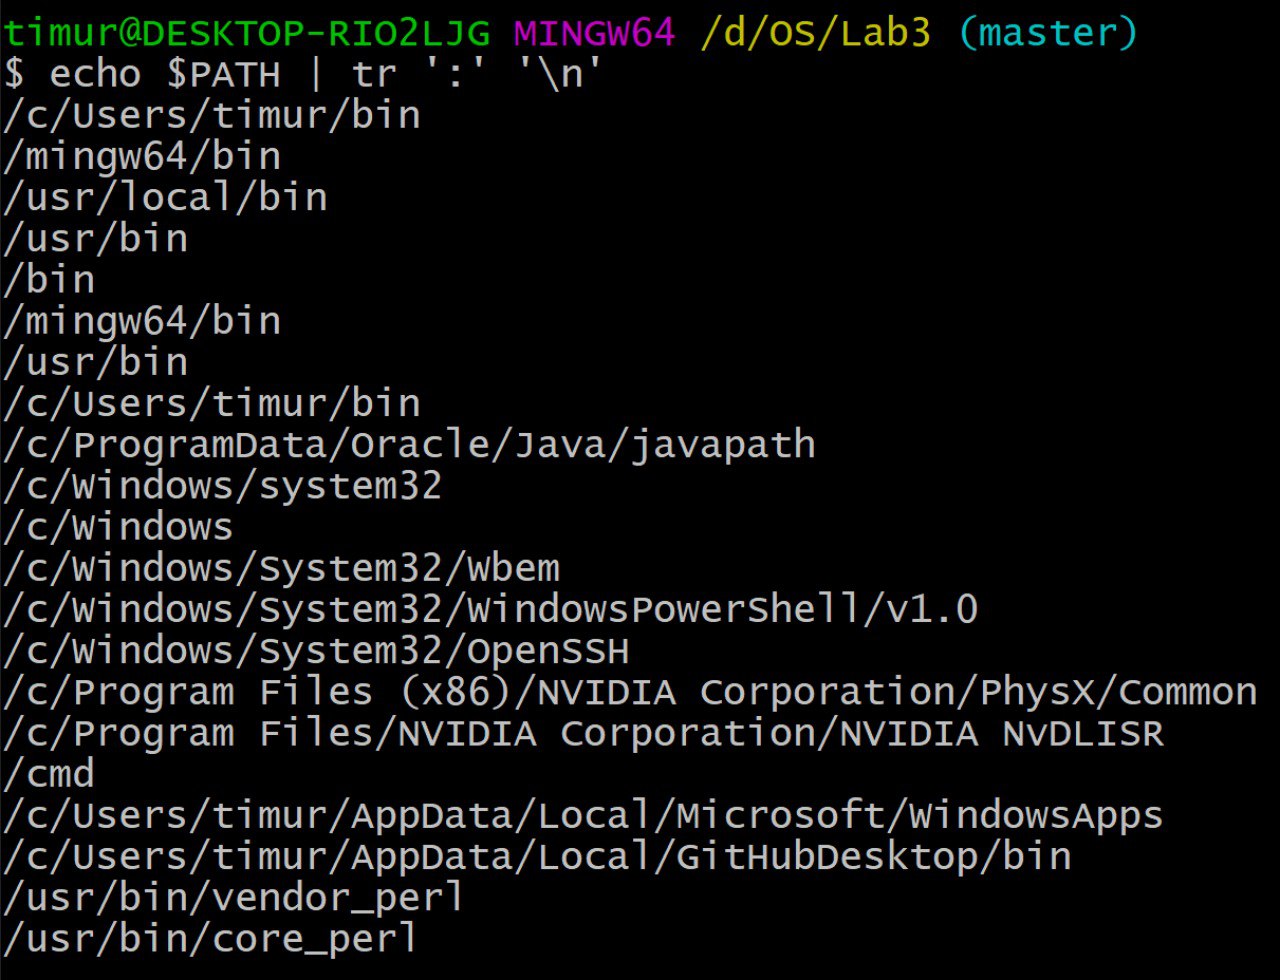 timur@DESKTOP-RIO2LJG MINGW64 /d/OS/Lab3 (master)
$ echo $PATH | tr ':' '\n'
/c/Users/timur/bin
/mingw64/bin
/usr/local/bin
/usr/bin
/bin
/mingw64/bin
/usr/bin
/c/Users/timur/bin
/c/ProgramData/Oracle/Java/javapath
/c/Windows/system32
/c/Windows
/c/Windows/System32/Wbem
/c/Windows/System32/WindowsPowerShell/v1.0
/c/Windows/System32/OpenSSH
/c/Program Files (x86)/NVIDIA Corporation/PhysX/Common
/c/Program Files/NVIDIA Corporation/NVIDIA NvDLISR
/cmd
/c/Users/timur/AppData/Local/Microsoft/WindowsApps
/c/Users/timur/AppData/Local/GitHubDesktop/bin
/usr/bin/vendor_perl
/usr/bin/core_perl